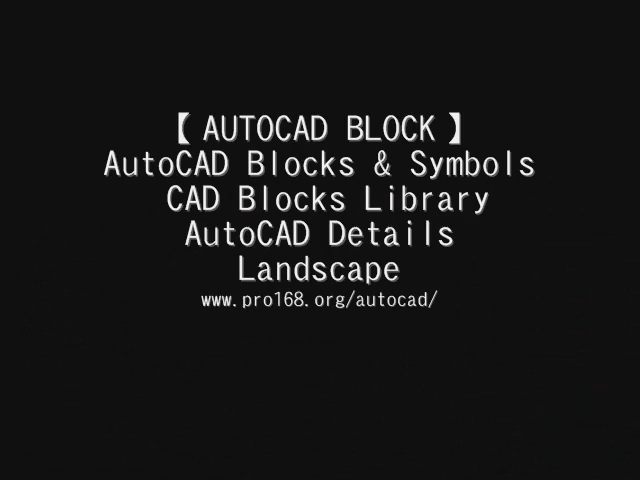 【 AUTOCAD BLOCK 】
AutoCAD Blocks & Symbols
CAD Blocks Library
AutoCAD Details
Landscape
www.pro168.org/autocad/